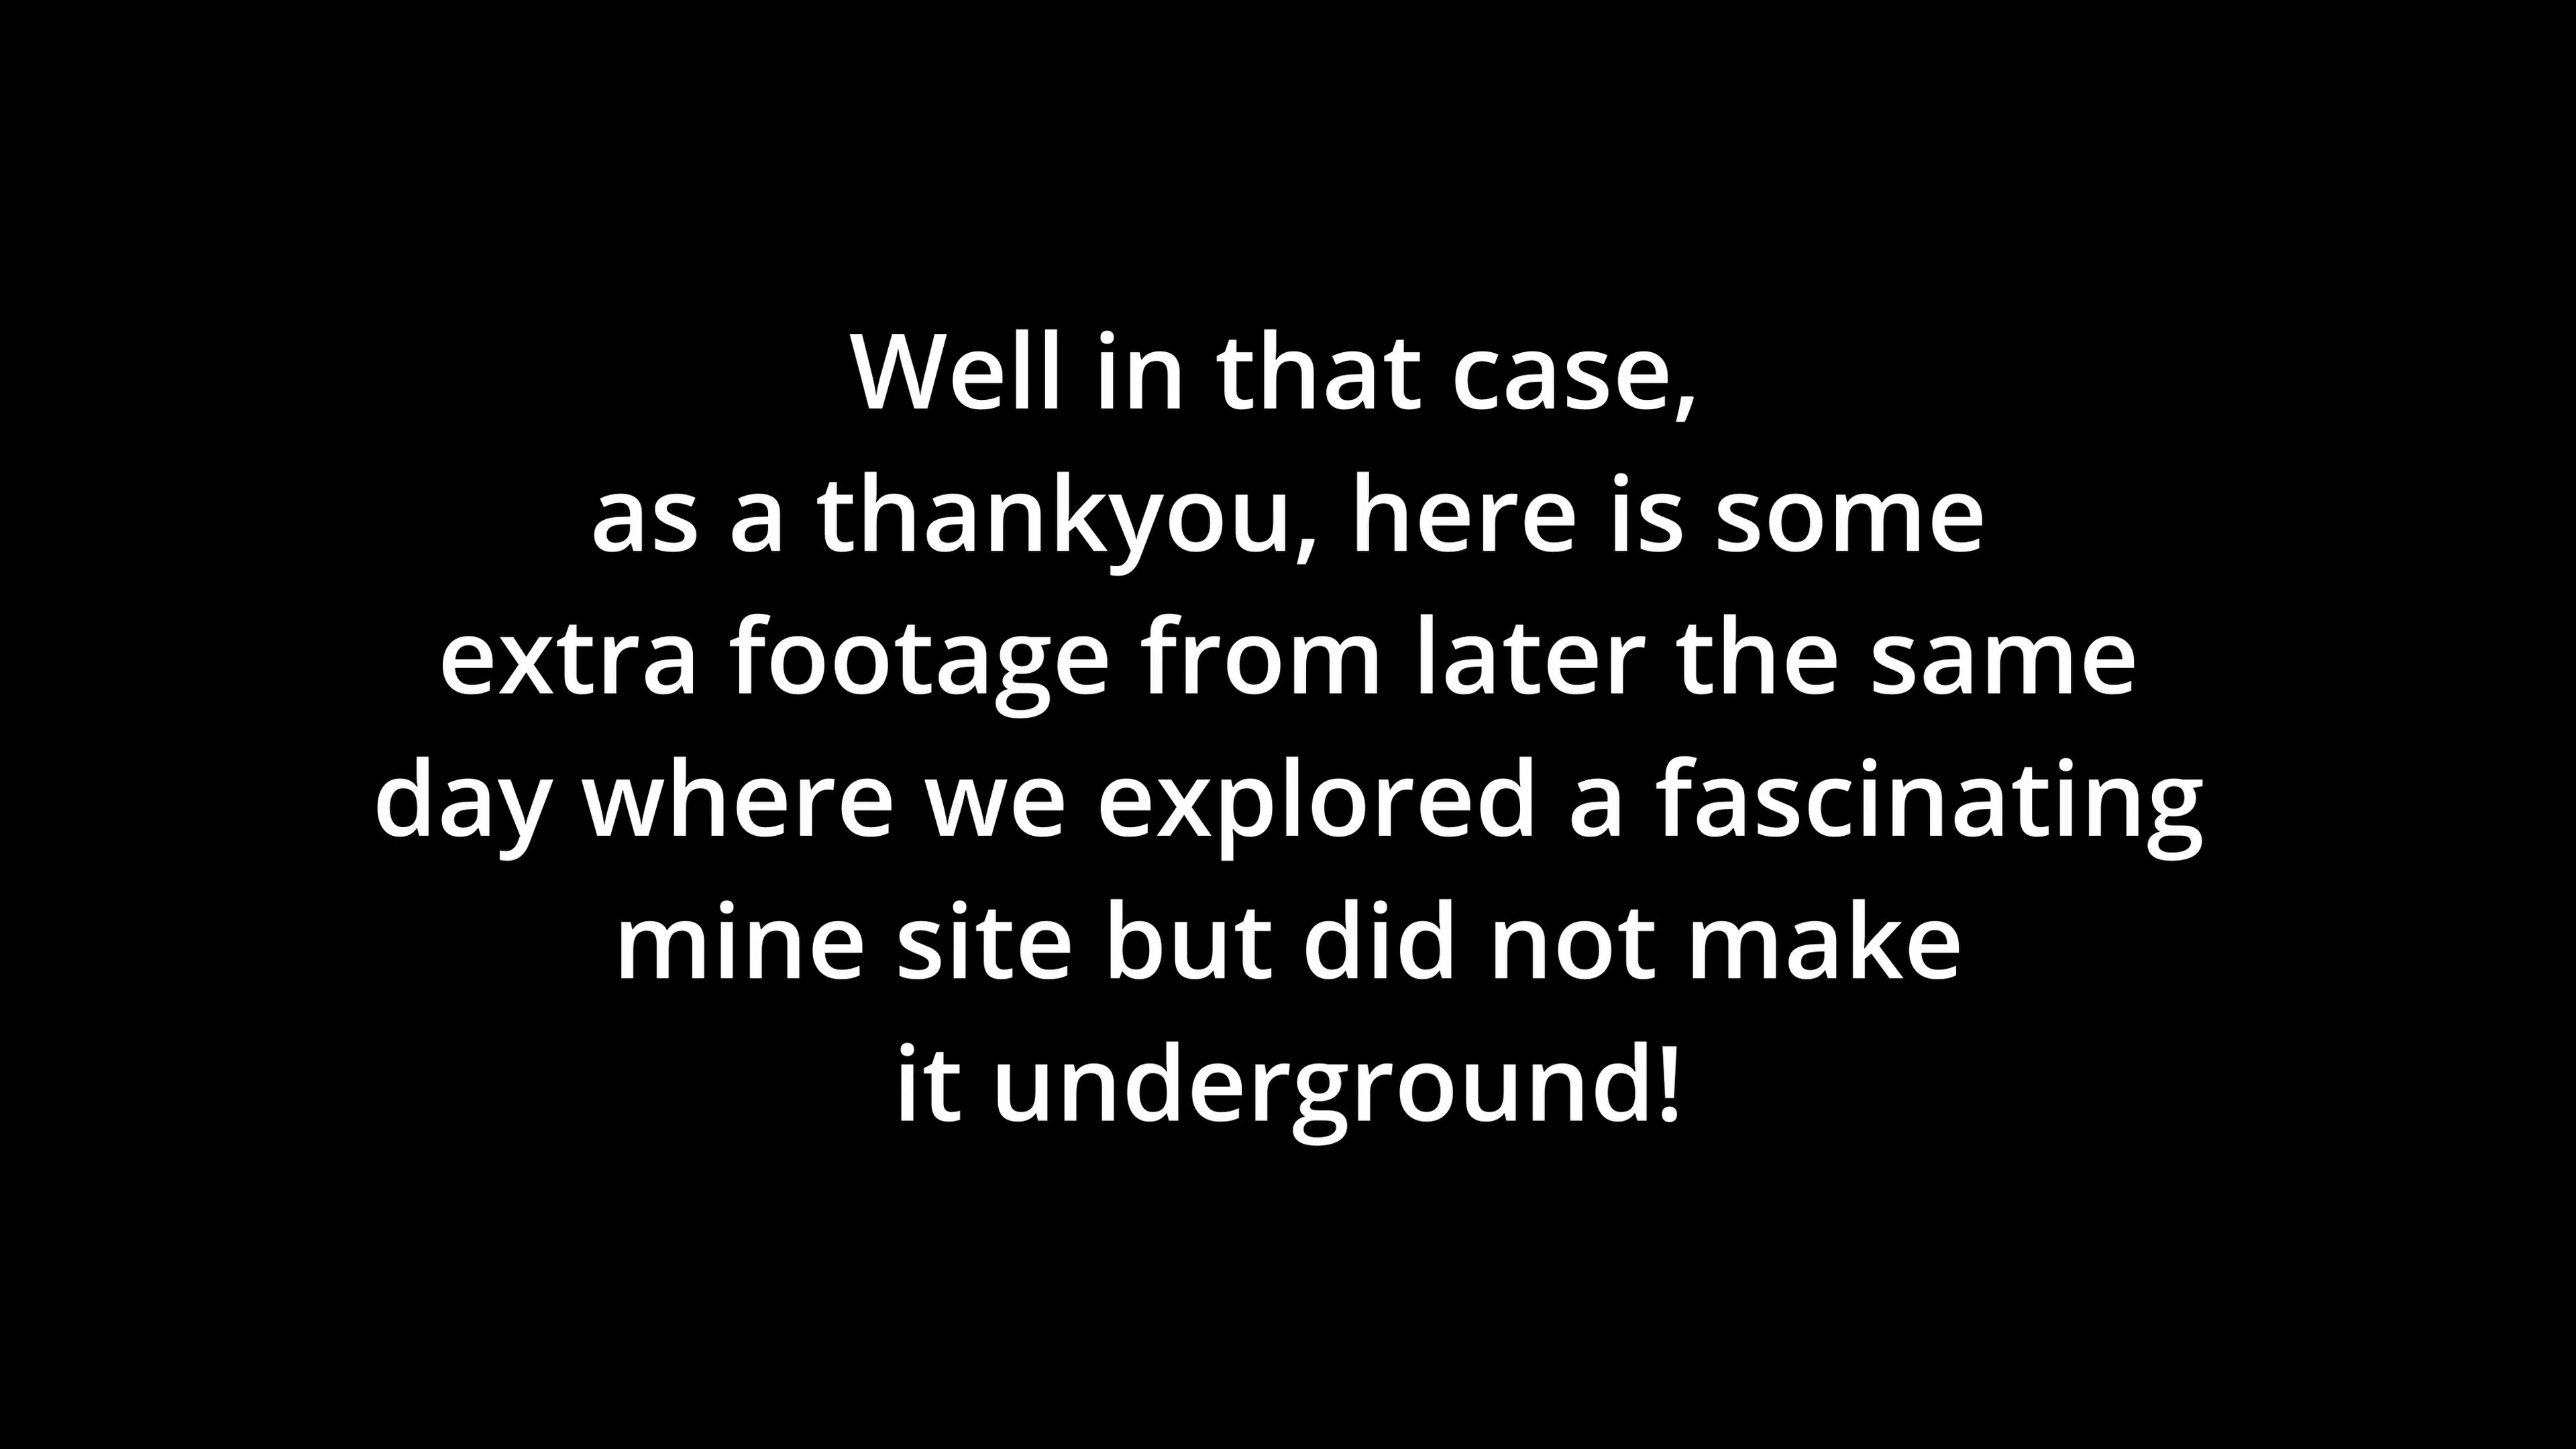 Well in that case,
as a thankyou, here is some
extra footage from later the same
day where we explored a fascinating
mine site but did not make
it underground!